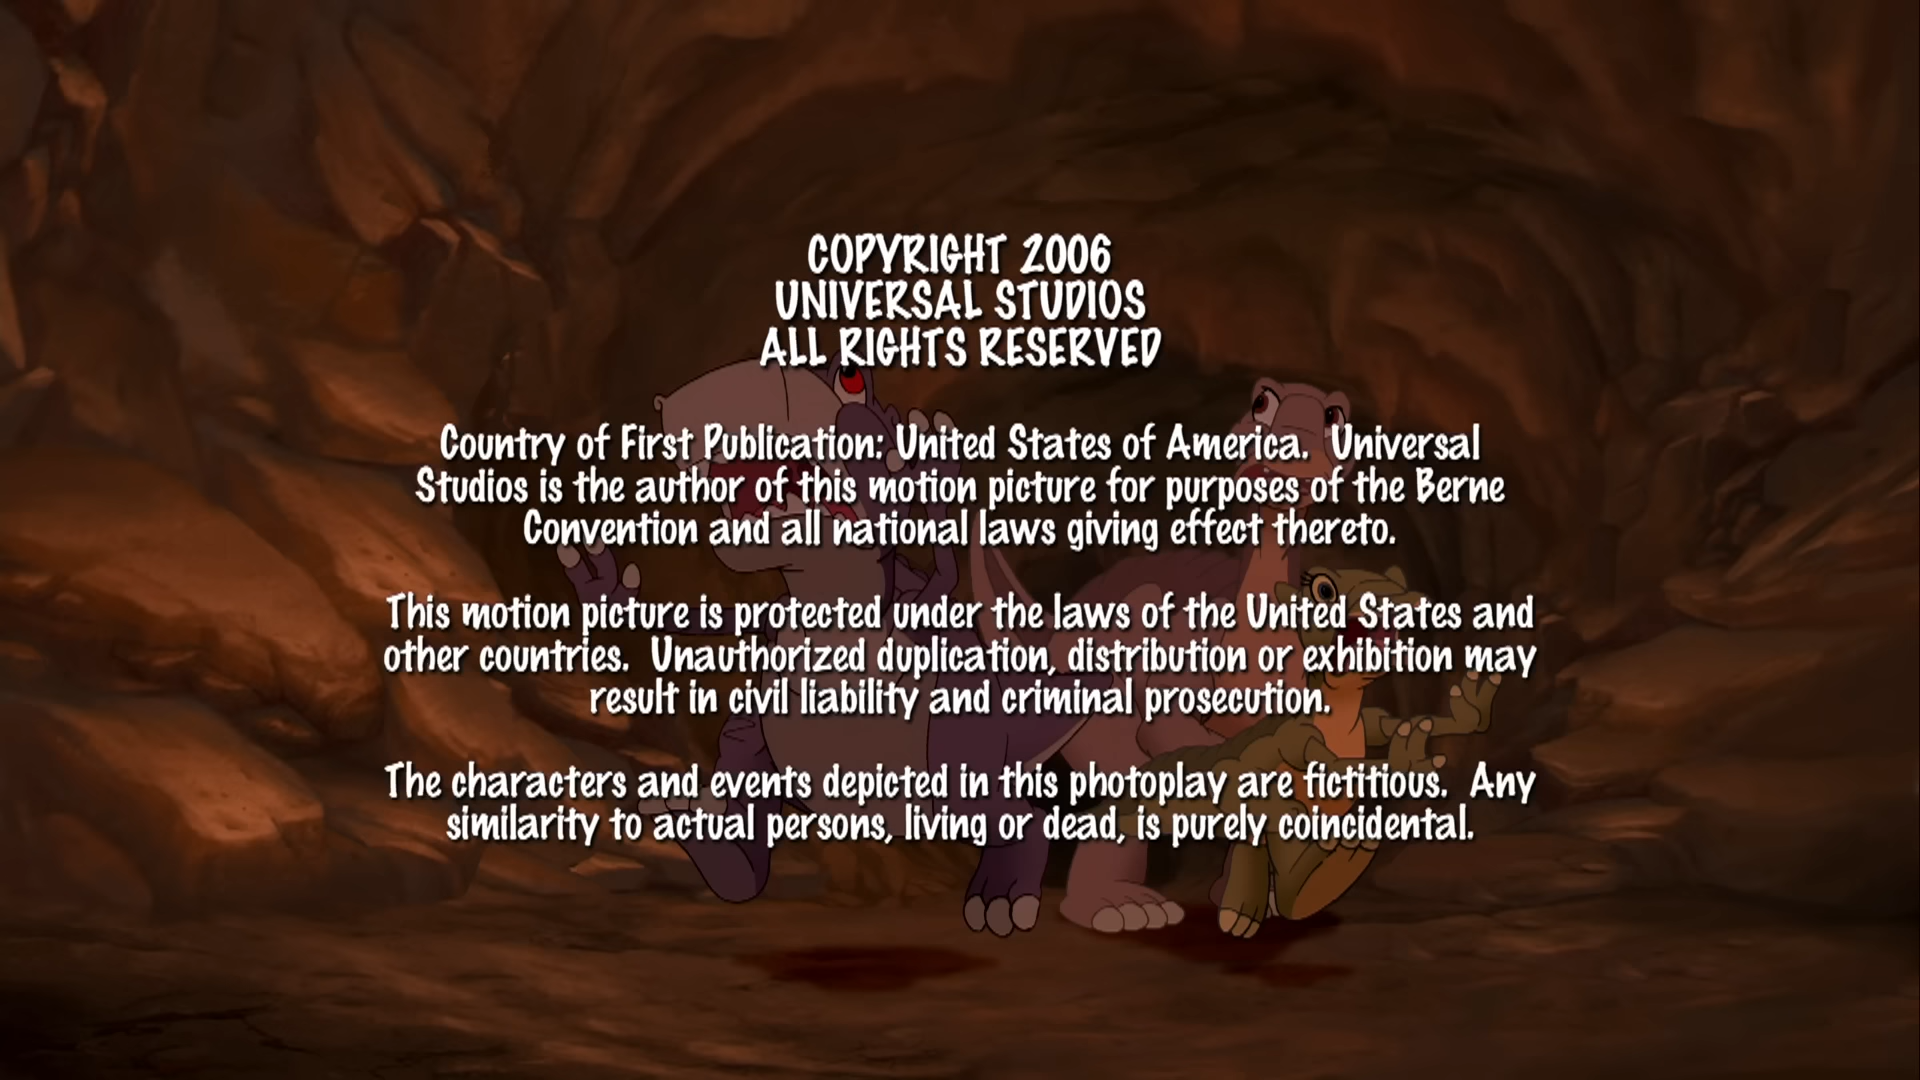 COPYRIGHT 2006
UNIVERSAL STUDIOS
ALL RIGHTS RESERVED
Country of First Publication: United States of America.  Universal
Studios is the author of this motion picture for purposes of the Berne
Convention and all national laws giving effect thereto.
This motion picture is protected under the laws of the United States and
other countries.  Unauthorized duplication, distribution or exhibition may
result in civil liability and criminal prosecution.
The characters and events depicted in this photoplay are fictitious.  Any
similarity to actual persons, living or dead, is purely coincidental.